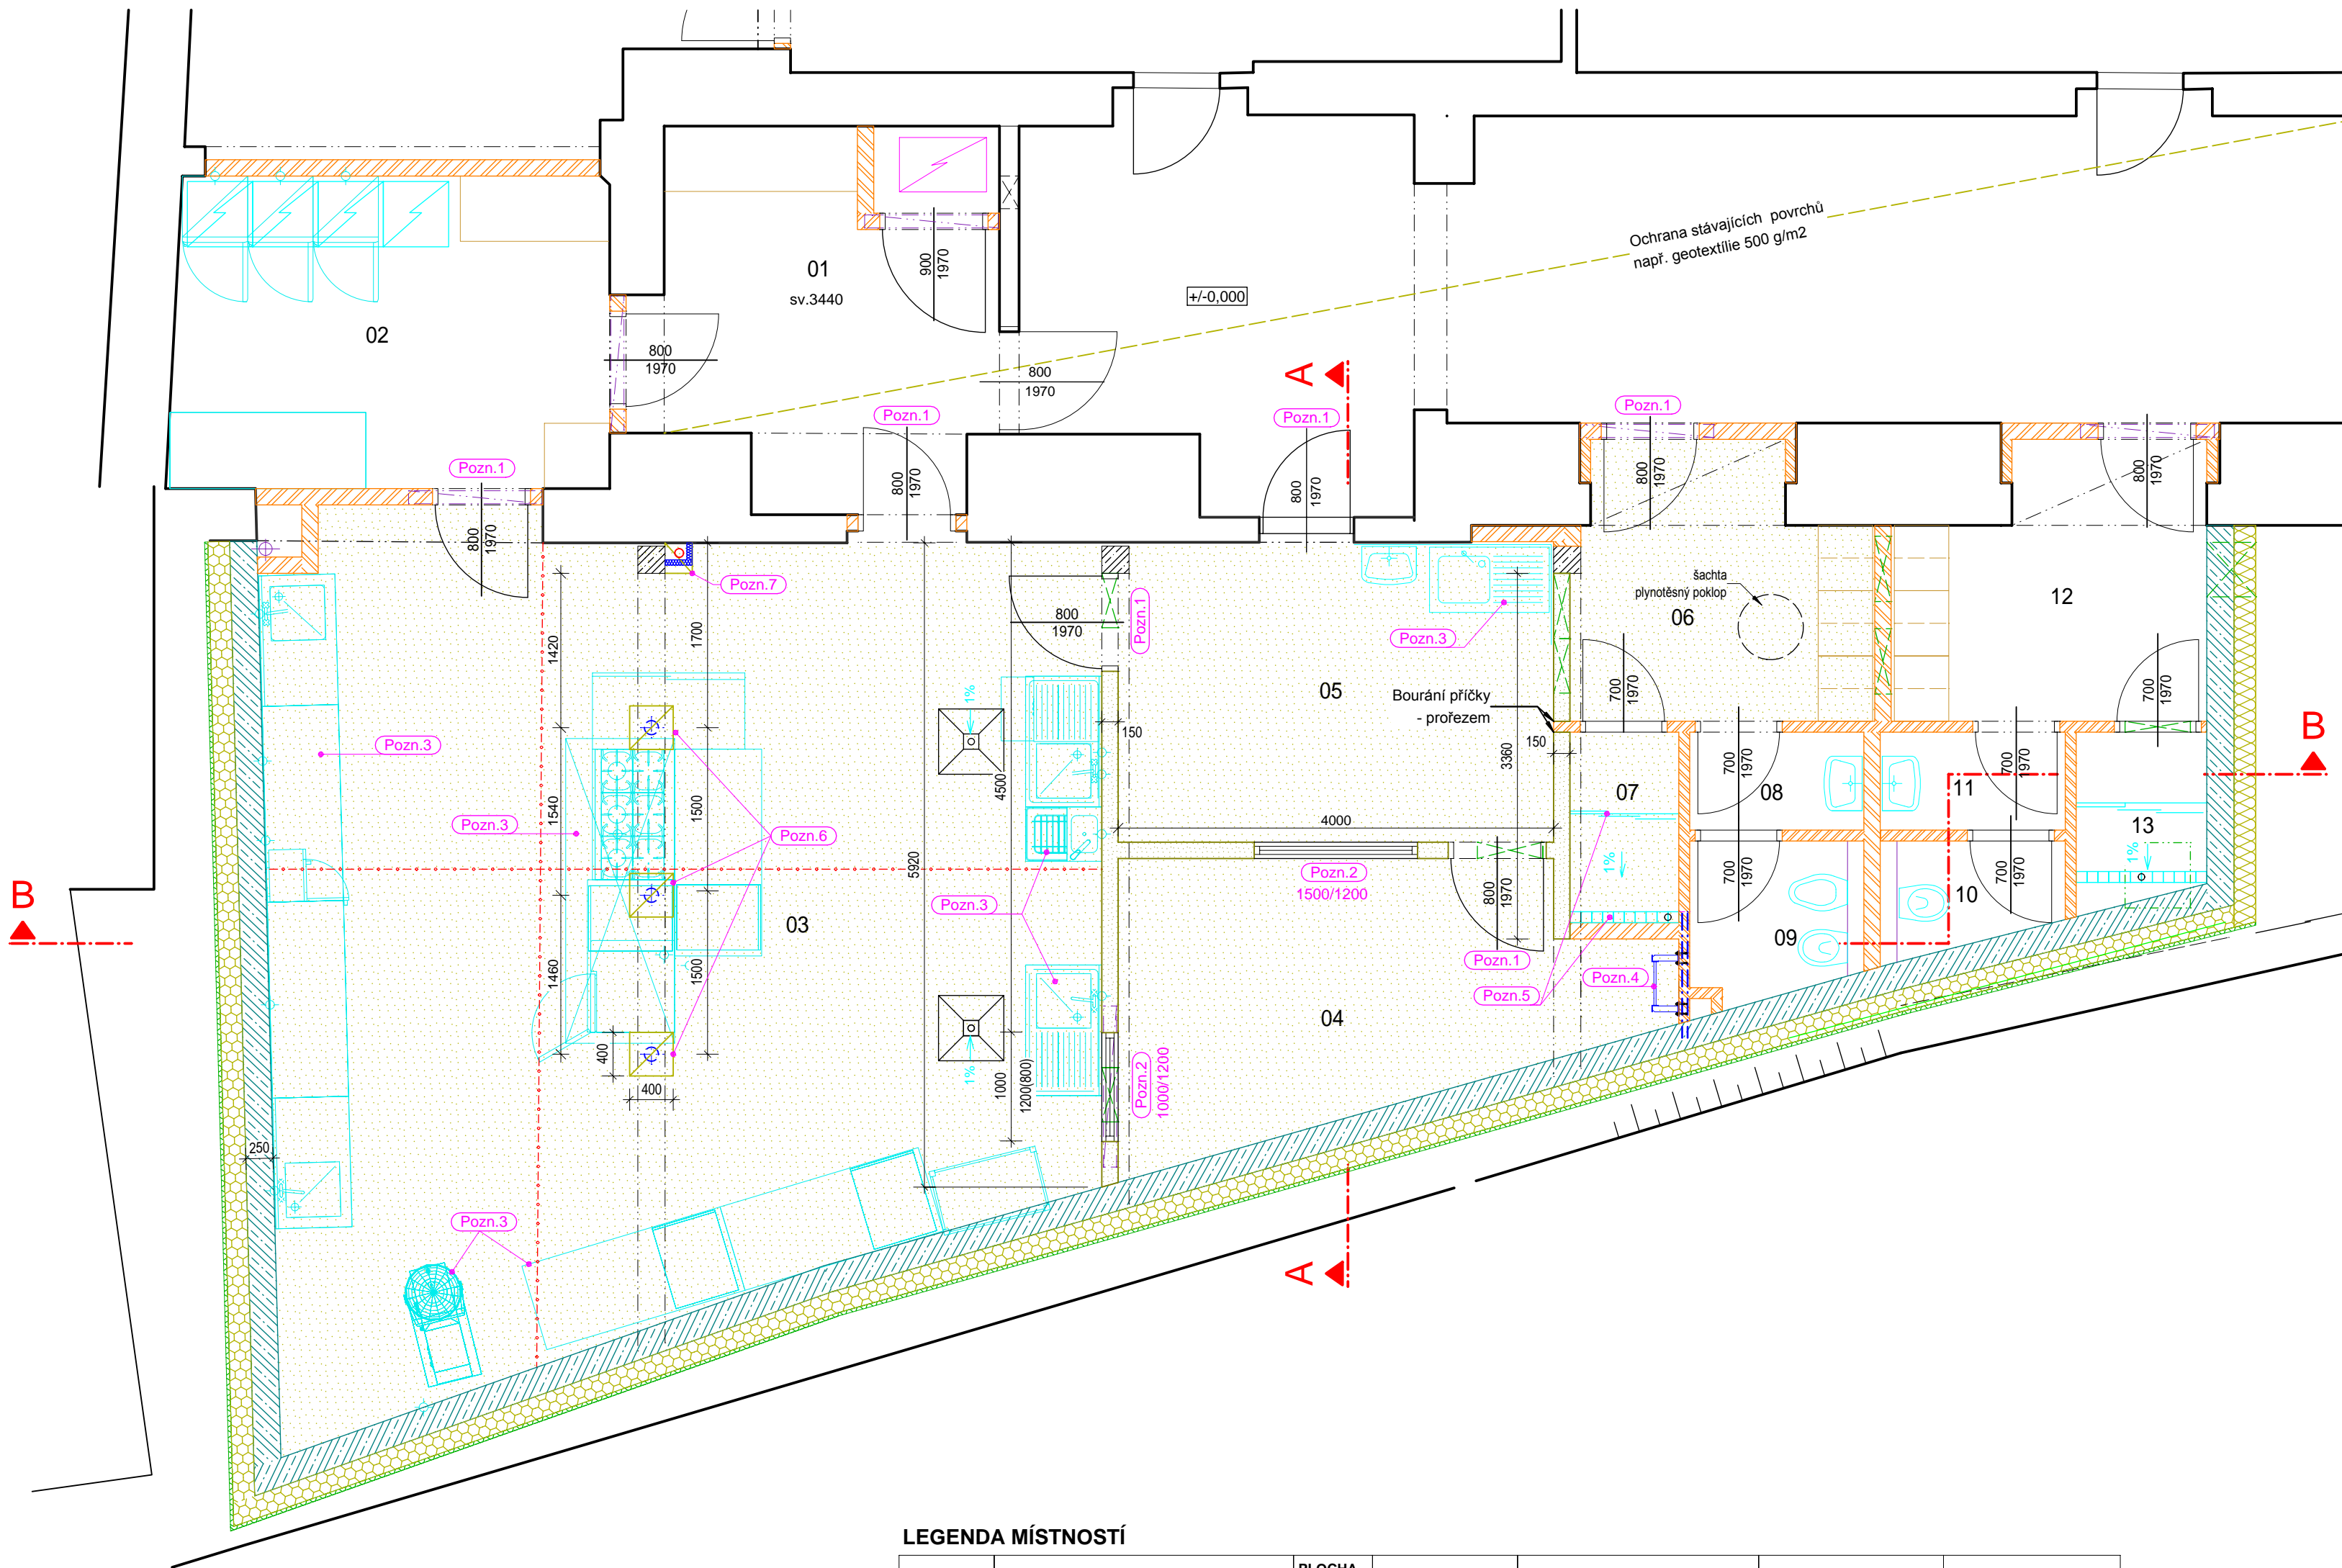 Ochrana stávajících povrchů
např. geotextílie 500 g/m2
01
sv.3440
900
1970
+/-0,000
02
800
1970
800
1970
A
Pozn.1
800
1970
Pozn.1
800
1970
Pozn.1
800
1970
800
1970
Pozn.1
800
1970
Pozn.7
800
1970
Pozn.1
šachta
plynotěsný poklop
06
12
Pozn.3
1420
1700
05
Bourání příčky
- prořezem
700
1970
700
1970
1%
150
150
3360
B
Pozn.3
4500
700
1970
700
1970
1540
1500
Pozn.3
Pozn.6
07
08
11
13
4000
5920
1%
1%
700
1970
700
1970
Pozn.2
1500/1200
800
1970
B
Pozn.3
03
10
09
1460
1500
Pozn.1
Pozn.5
Pozn.4
04
400
400
1%
1000
1200(800)
Pozn.2
1000/1200
250
Pozn.3
A
LEGENDA MÍSTNOSTÍ
PLOCHA